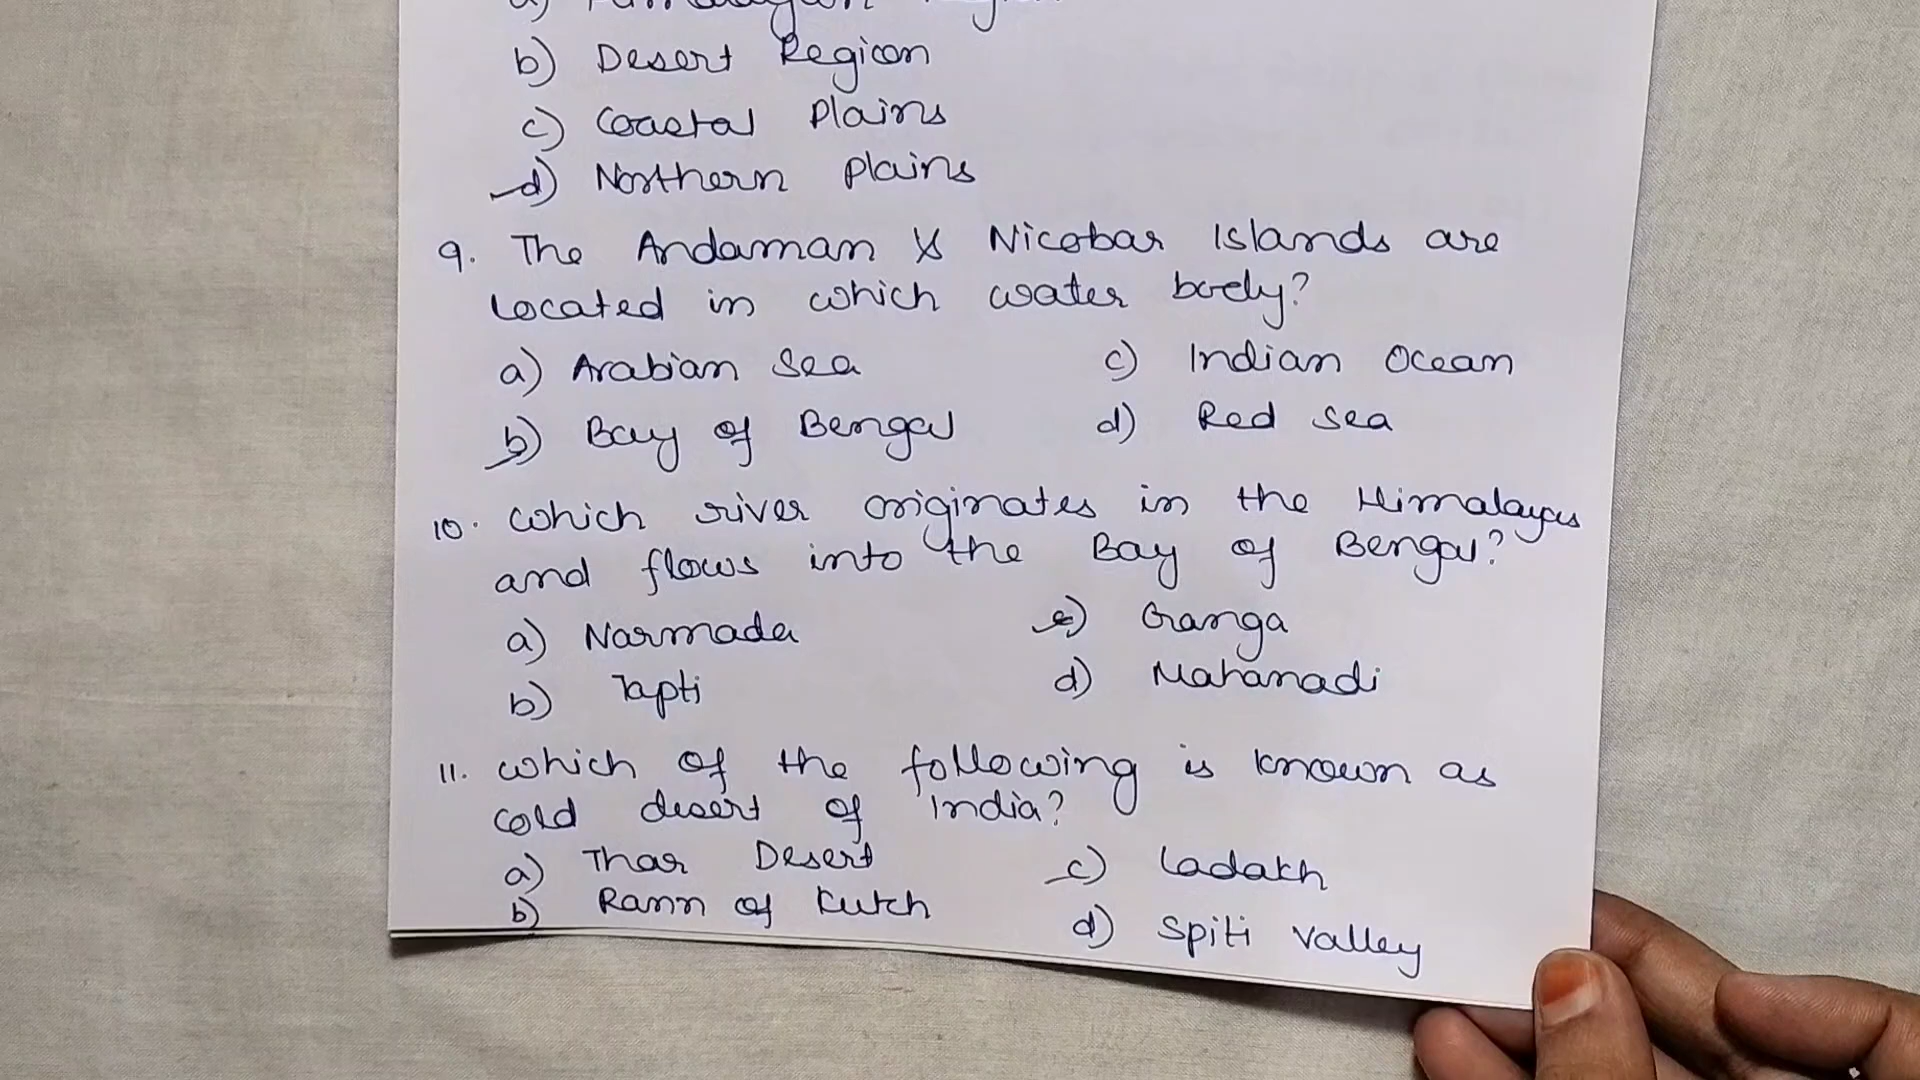 a) Himalayan Region
b) Desert Region
c) Coastal Plains
d) Northern Plains
9. The Andaman & Nicobar Islands are
located in which water body?
a) Arabian Sea
c) Indian Ocean
b) Bay of Bengal
d) Red Sea
10. which river originates in the Himalayas
and flows into the Bay of Bengal?
a) Narmada
c) Ganga
b) Tapti
d) Mahanadi
11. which of the following is known as
cold desert of India?
a) Thar Desert
c) Ladakh
b) Rann of Kutch
d) Spiti valley